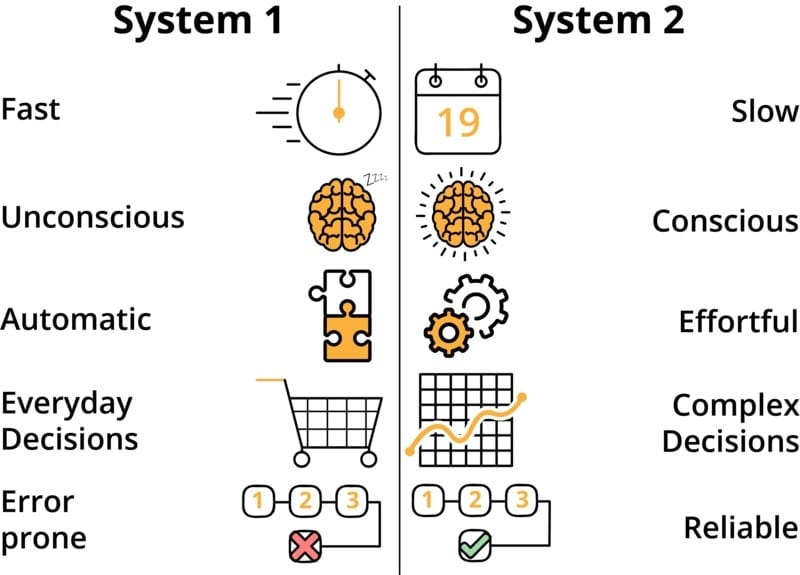 System 1
System 2
Fast
19
Slow
Unconscious
Zzzz
Conscious
Automatic
Effortful
Everyday
Decisions
Complex
Decisions
Error
prone
1 2 3
1 2 3
Reliable